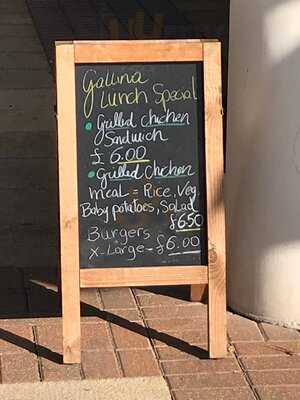 Gallina
Lunch Special
Grilled chicken
Sandwich
£ 6.00
Grilled Chicken
meal = Rice, Veg,
Baby potatoes, Salad
£6.50
Burgers
X-Large - £6.00